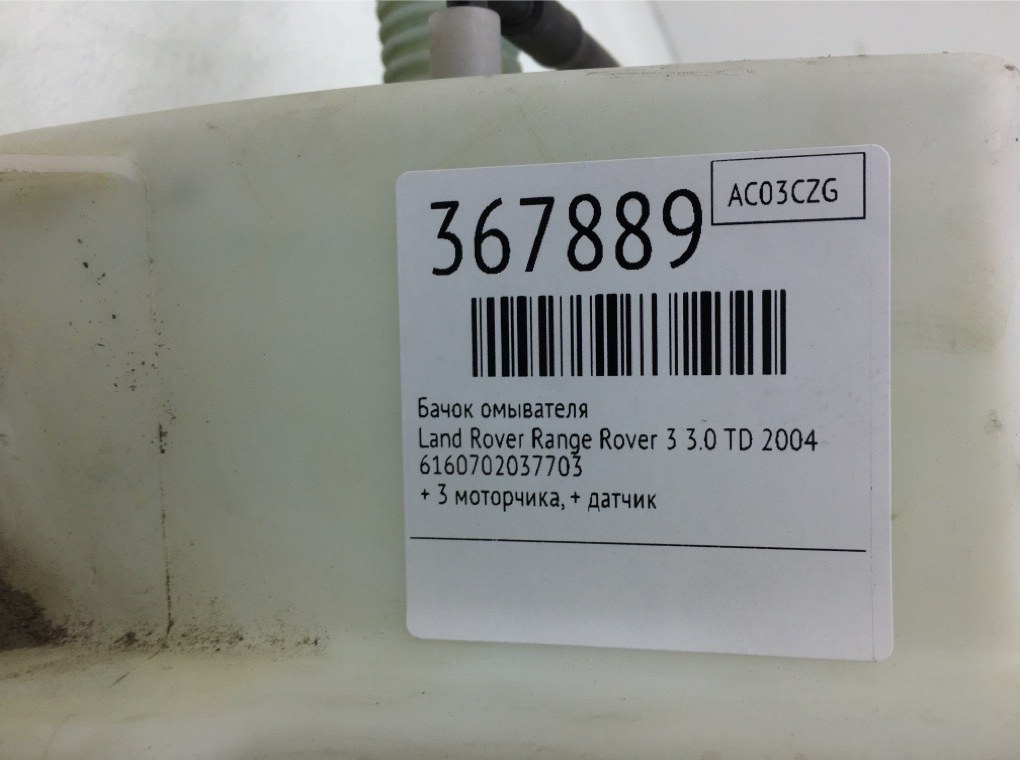 367889
AC03CZG
Бачок омывателя
Land Rover Range Rover 3 3.0 TD 2004
6160702037703
+ 3 моторчика, + датчик